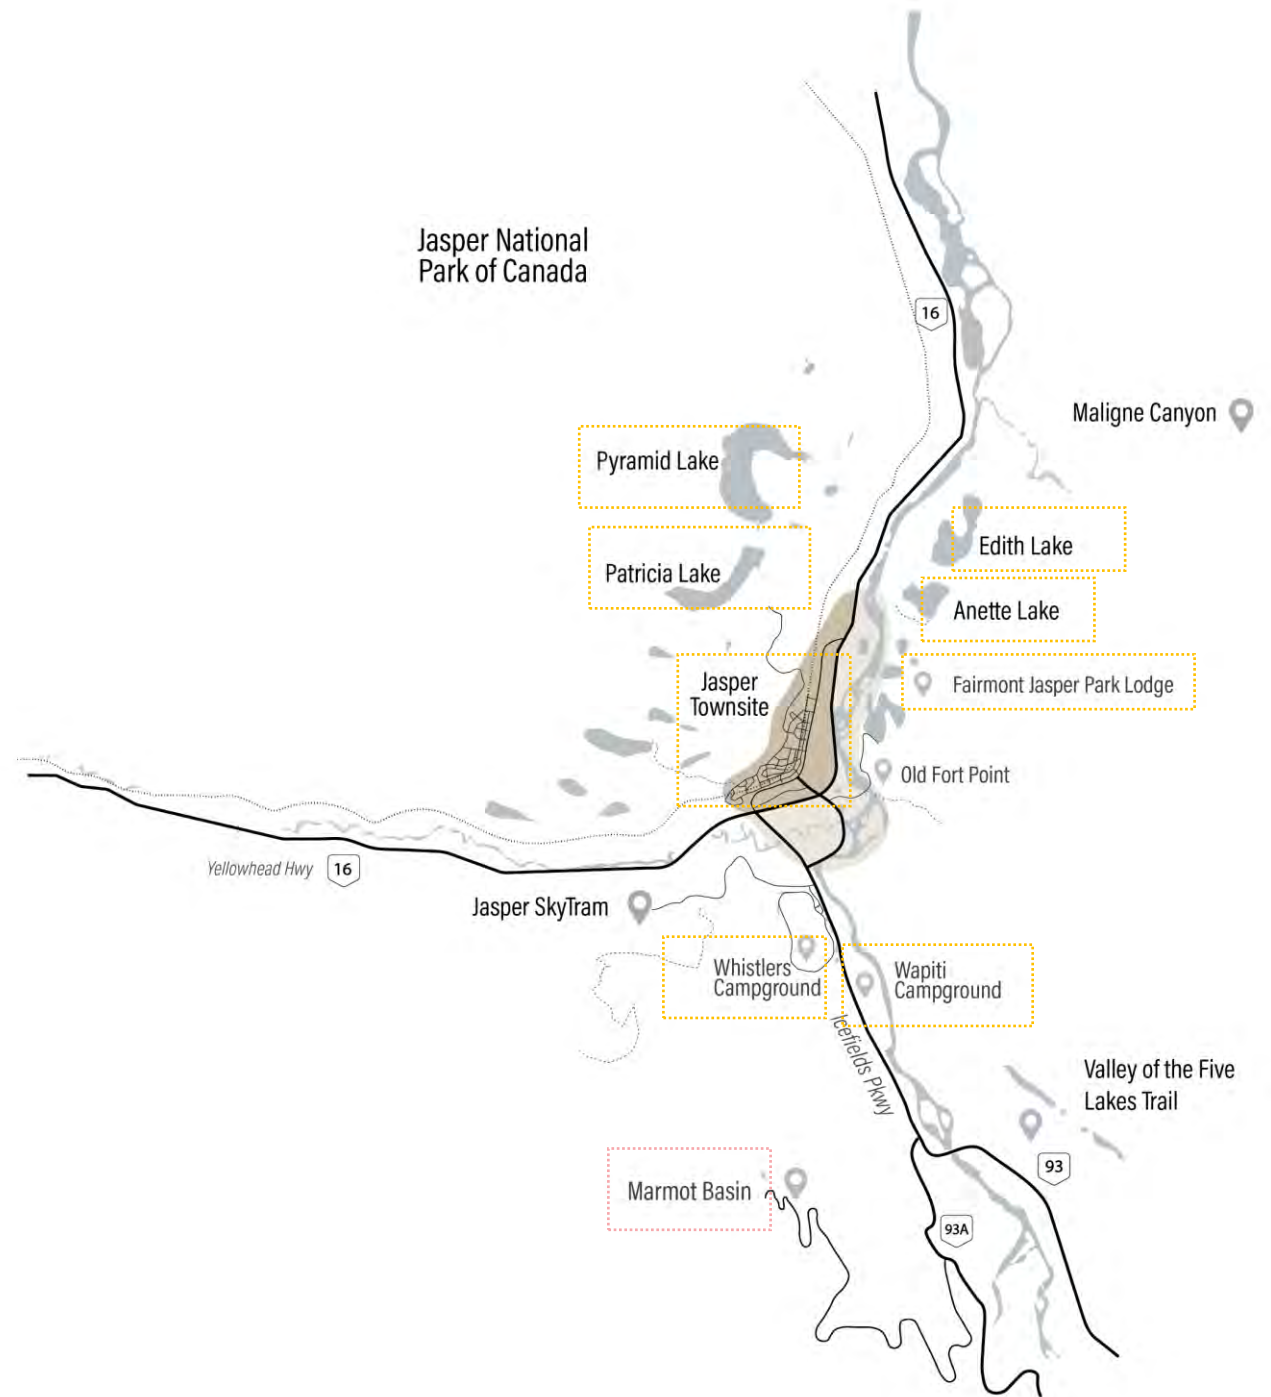 Jasper National
Park of Canada
16
Maligne Canyon
Pyramid Lake
Edith Lake
Patricia Lake
Anette Lake
Jasper
Townsite
Fairmont Jasper Park Lodge
Old Fort Point
Yellowhead Hwy
16
Jasper SkyTram
Whistlers
Campground
Wapiti
Campground
Icefields Pkwy
Valley of the Five
Lakes Trail
93
Marmot Basin
93A